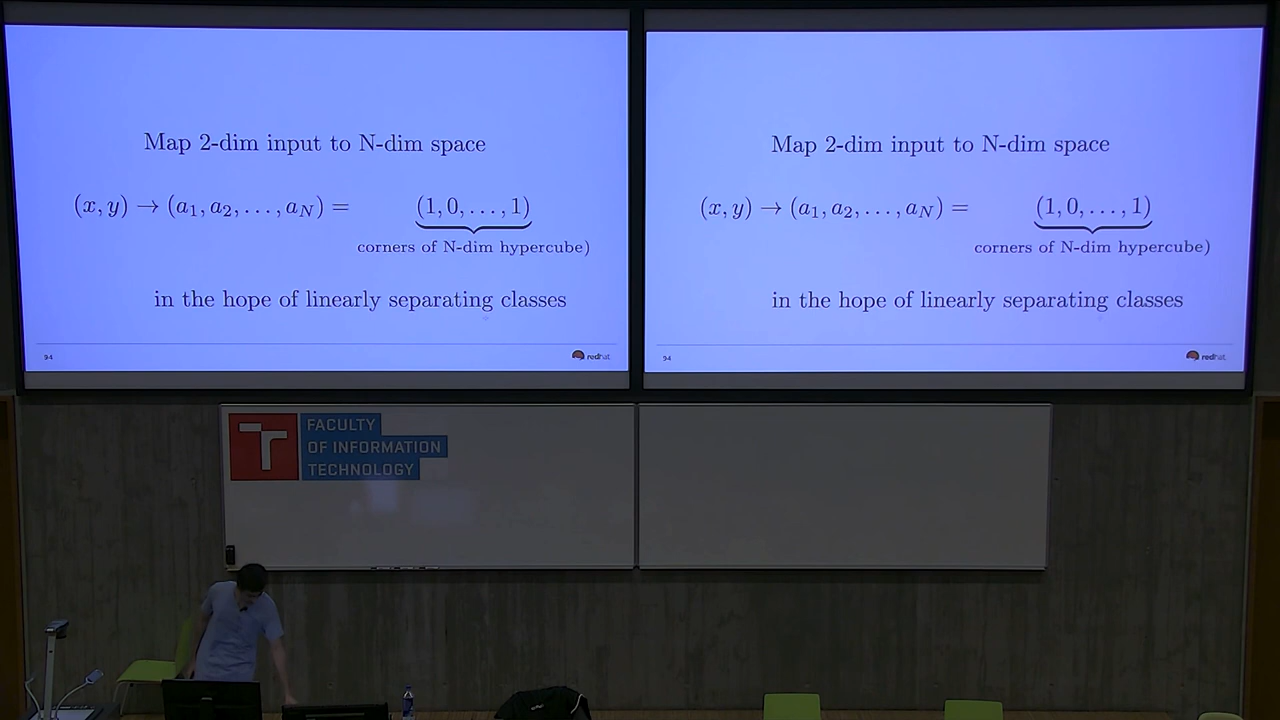 Map 2-dim input to N-dim space
(x, y) → (a₁, a₂, . . . , a_N) = (1, 0, . . . , 1)
corners of N-dim hypercube)
in the hope of linearly separating classes
94
redhat
Map 2-dim input to N-dim space
(x, y) → (a₁, a₂, . . . , a_N) = (1, 0, . . . , 1)
corners of N-dim hypercube)
in the hope of linearly separating classes
94
redhat
T
FACULTY
OF INFORMATION
TECHNOLOGY